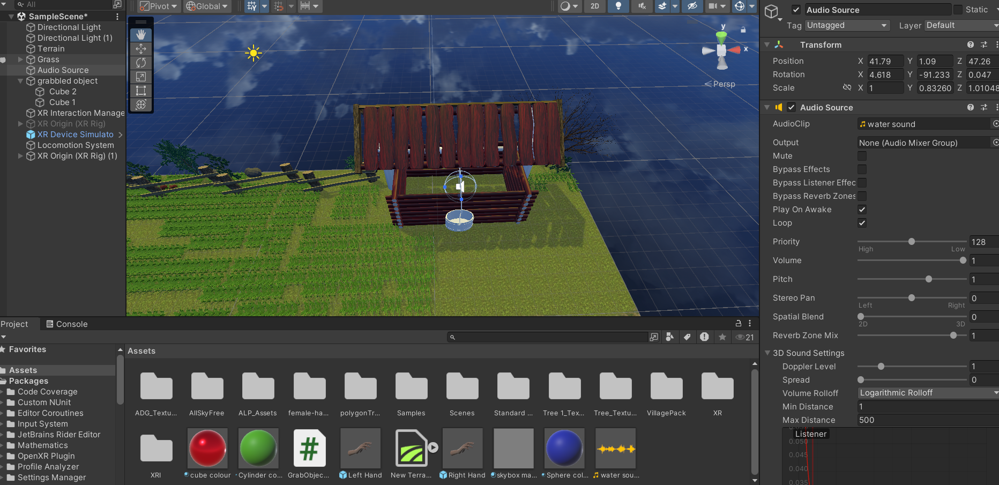 All
SampleScene*
Directional Light
Directional Light (1)
Terrain
Grass
Audio Source
grabbled object
Cube 2
Cube 1
XR Interaction Manage
XR Origin (XR Rig)
XR Device Simulato
Locomotion System
XR Origin (XR Rig) (1)
Pivot Global 2D
y
x
Persp
Audio Source Static
Tag Untagged Layer Default
Transform
Position X 41.79 Y 1.09 Z 47.26
Rotation X 4.618 Y -91.233 Z 0.047
Scale X 1 Y 0.83260 Z 1.01048
Audio Source
AudioClip water sound
Output None (Audio Mixer Group)
Mute
Bypass Effects
Bypass Listener Effec
Bypass Reverb Zones
Play On Awake
Loop
Priority 128
High Low
Volume 1
Pitch 1
Stereo Pan 0
Left Right
Spatial Blend 0
2D 3D
Reverb Zone Mix 1
3D Sound Settings
Doppler Level 1
Spread 0
Volume Rolloff Logarithmic Rolloff
Min Distance 1
Max Distance 500
Listener
0.050
0.045
0.040
0.035
Project Console
21
Favorites
Assets
Packages
Code Coverage
Custom NUnit
Editor Coroutines
Input System
JetBrains Rider Editor
Mathematics
OpenXR Plugin
Profile Analyzer
Settings Manager
Assets
ADG_Textu... AllSkyFree ALP_Assets female-ha... polygonTr... Samples Scenes Standard ... Tree 1_Tex... Tree_Textu... VillagePack XR
XRI cube colour Cylinder co... GrabObjec... Left Hand New Terra... Right Hand skybox ma... Sphere col... water sou...